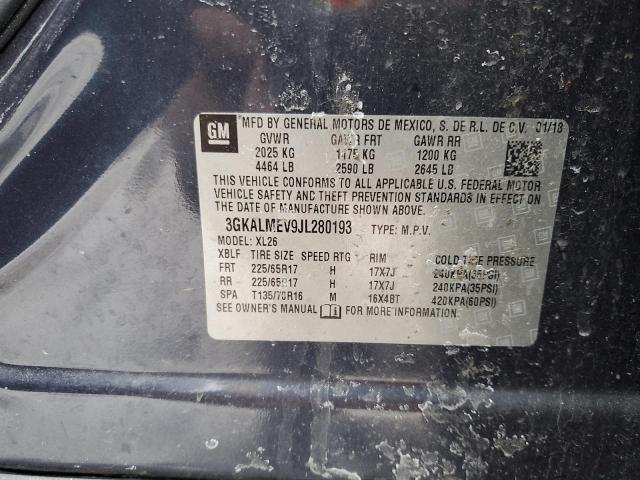 GM
MFD BY GENERAL MOTORS DE MEXICO, S. DE R.L. DE C.V. 01/18
GVWR GAWR FRT GAWR RR
2025 KG 1175 KG 1200 KG
4464 LB 2590 LB 2645 LB
THIS VEHICLE CONFORMS TO ALL APPLICABLE U.S. FEDERAL MOTOR
VEHICLE SAFETY AND THEFT PREVENTION STANDARDS IN EFFECT ON
THE DATE OF MANUFACTURE SHOWN ABOVE.
3GKALMEV9JL280193 TYPE: M.P.V.
MODEL: XL26
XBLF TIRE SIZE SPEED RTG RIM COLD TIRE PRESSURE
FRT 225/65R17 H 17X7J 240KPA(35PSI)
RR 225/65R17 H 17X7J 240KPA(35PSI)
SPA T135/70R16 M 16X4BT 420KPA(60PSI)
SEE OWNER'S MANUAL FOR MORE INFORMATION.